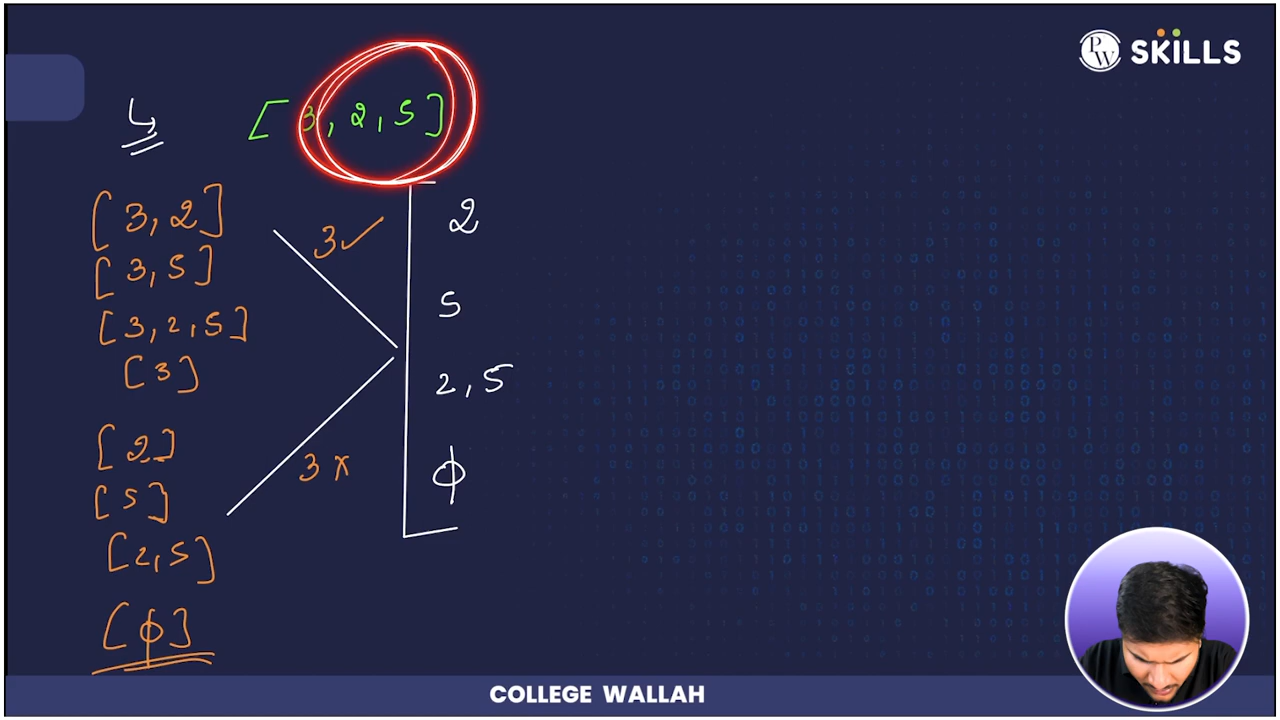 PW SKILLS
↳ [3, 2, 5]
[3, 2]
[3, 5]
[3, 2, 5]
[3]
[2]
[5]
[2, 5]
[ϕ]
3 ✓
3 x
2
5
2, 5
ϕ
COLLEGE WALLAH